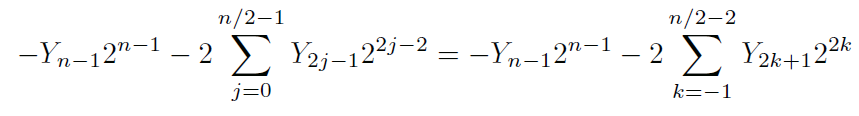 $-Y_{n-1}2^{n-1} - 2 \sum_{j=0}^{n/2-1} Y_{2j-1}2^{2j-2} = -Y_{n-1}2^{n-1} - 2 \sum_{k=-1}^{n/2-2} Y_{2k+1}2^{2k}$